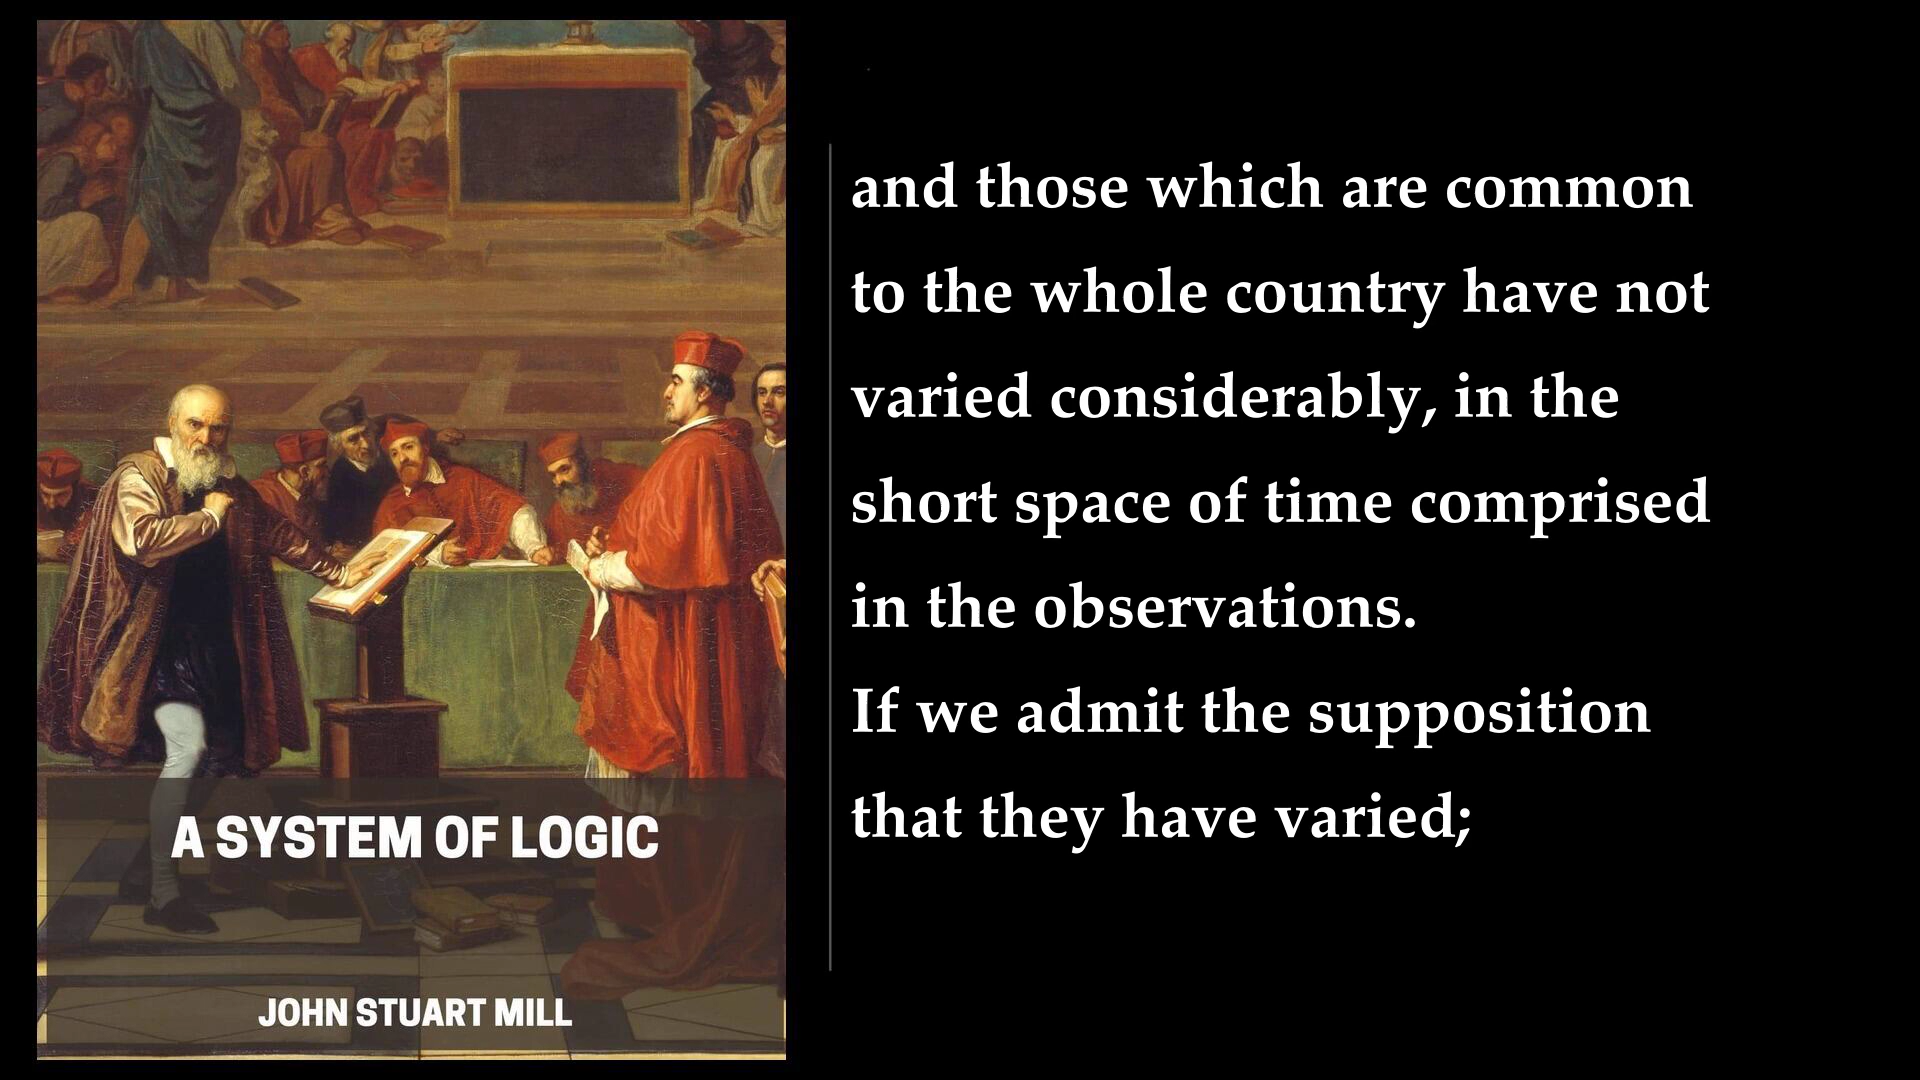 A SYSTEM OF LOGIC
JOHN STUART MILL
and those which are common
to the whole country have not
varied considerably, in the
short space of time comprised
in the observations.
If we admit the supposition
that they have varied;